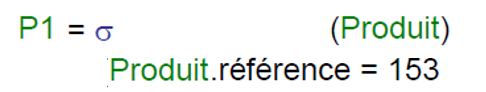 P1 = σ (Produit)
Produit.référence = 153